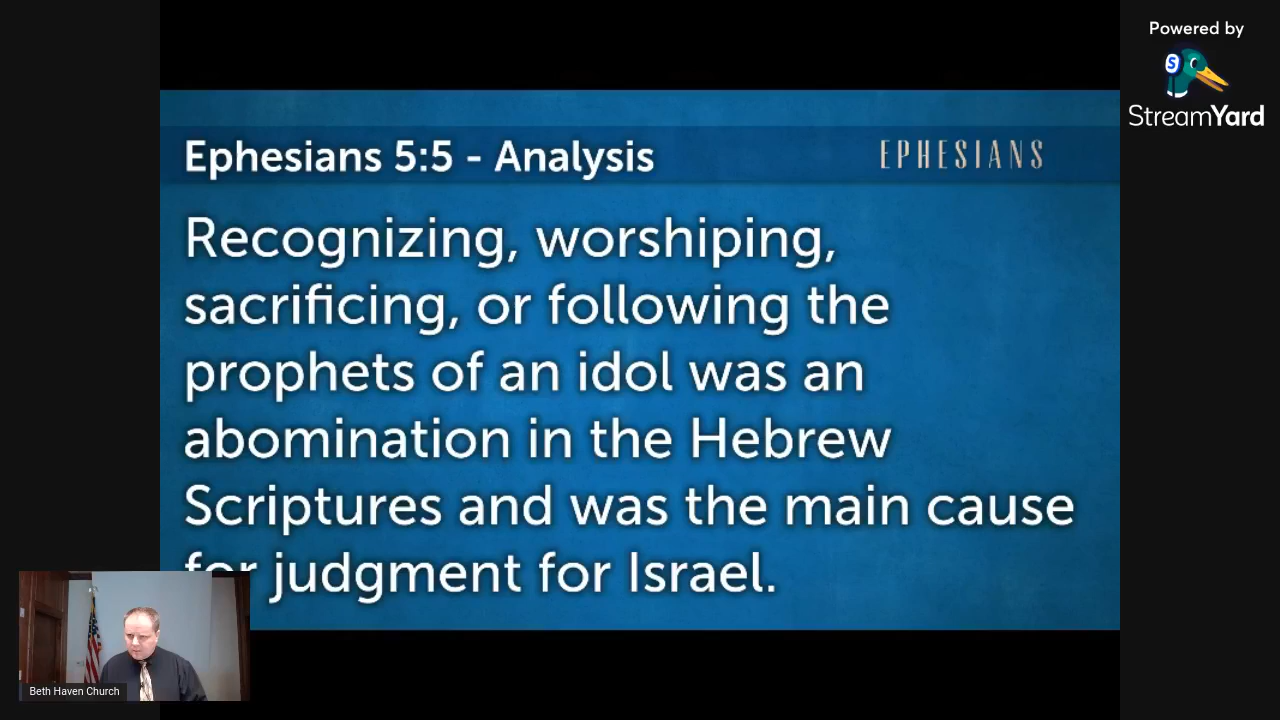 Powered by
StreamYard
Ephesians 5:5 - Analysis
EPHESIANS
Recognizing, worshiping,
sacrificing, or following the
prophets of an idol was an
abomination in the Hebrew
Scriptures and was the main cause
for judgment for Israel.
Beth Haven Church